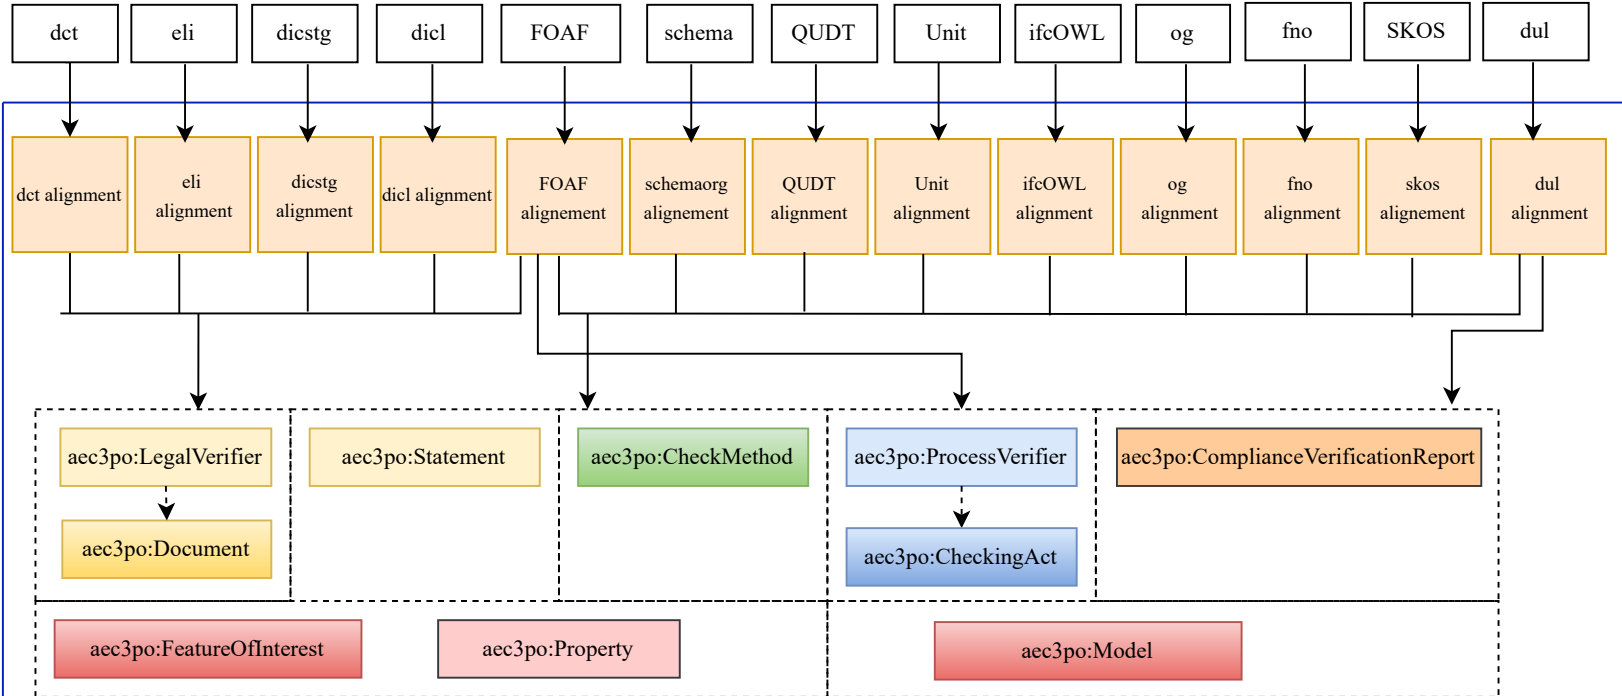 dct
eli
dicstg
dicl
FOAF
schema
QUDT
Unit
ifcOWL
og
fno
SKOS
dul
dct alignment
eli
alignment
dicstg
alignment
dicl alignment
FOAF
alignement
schemaorg
alignement
QUDT
alignment
Unit
alignment
ifcOWL
alignment
og
alignment
fno
alignment
skos
alignement
dul
alignment
aec3po:LegalVerifier
aec3po:Statement
aec3po:CheckMethod
aec3po:ProcessVerifier
aec3po:ComplianceVerificationReport
aec3po:Document
aec3po:CheckingAct
aec3po:FeatureOfInterest
aec3po:Property
aec3po:Model